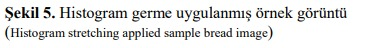 Şekil 5. Histogram germe uygulanmış örnek görüntü
(Histogram stretching applied sample bread image)